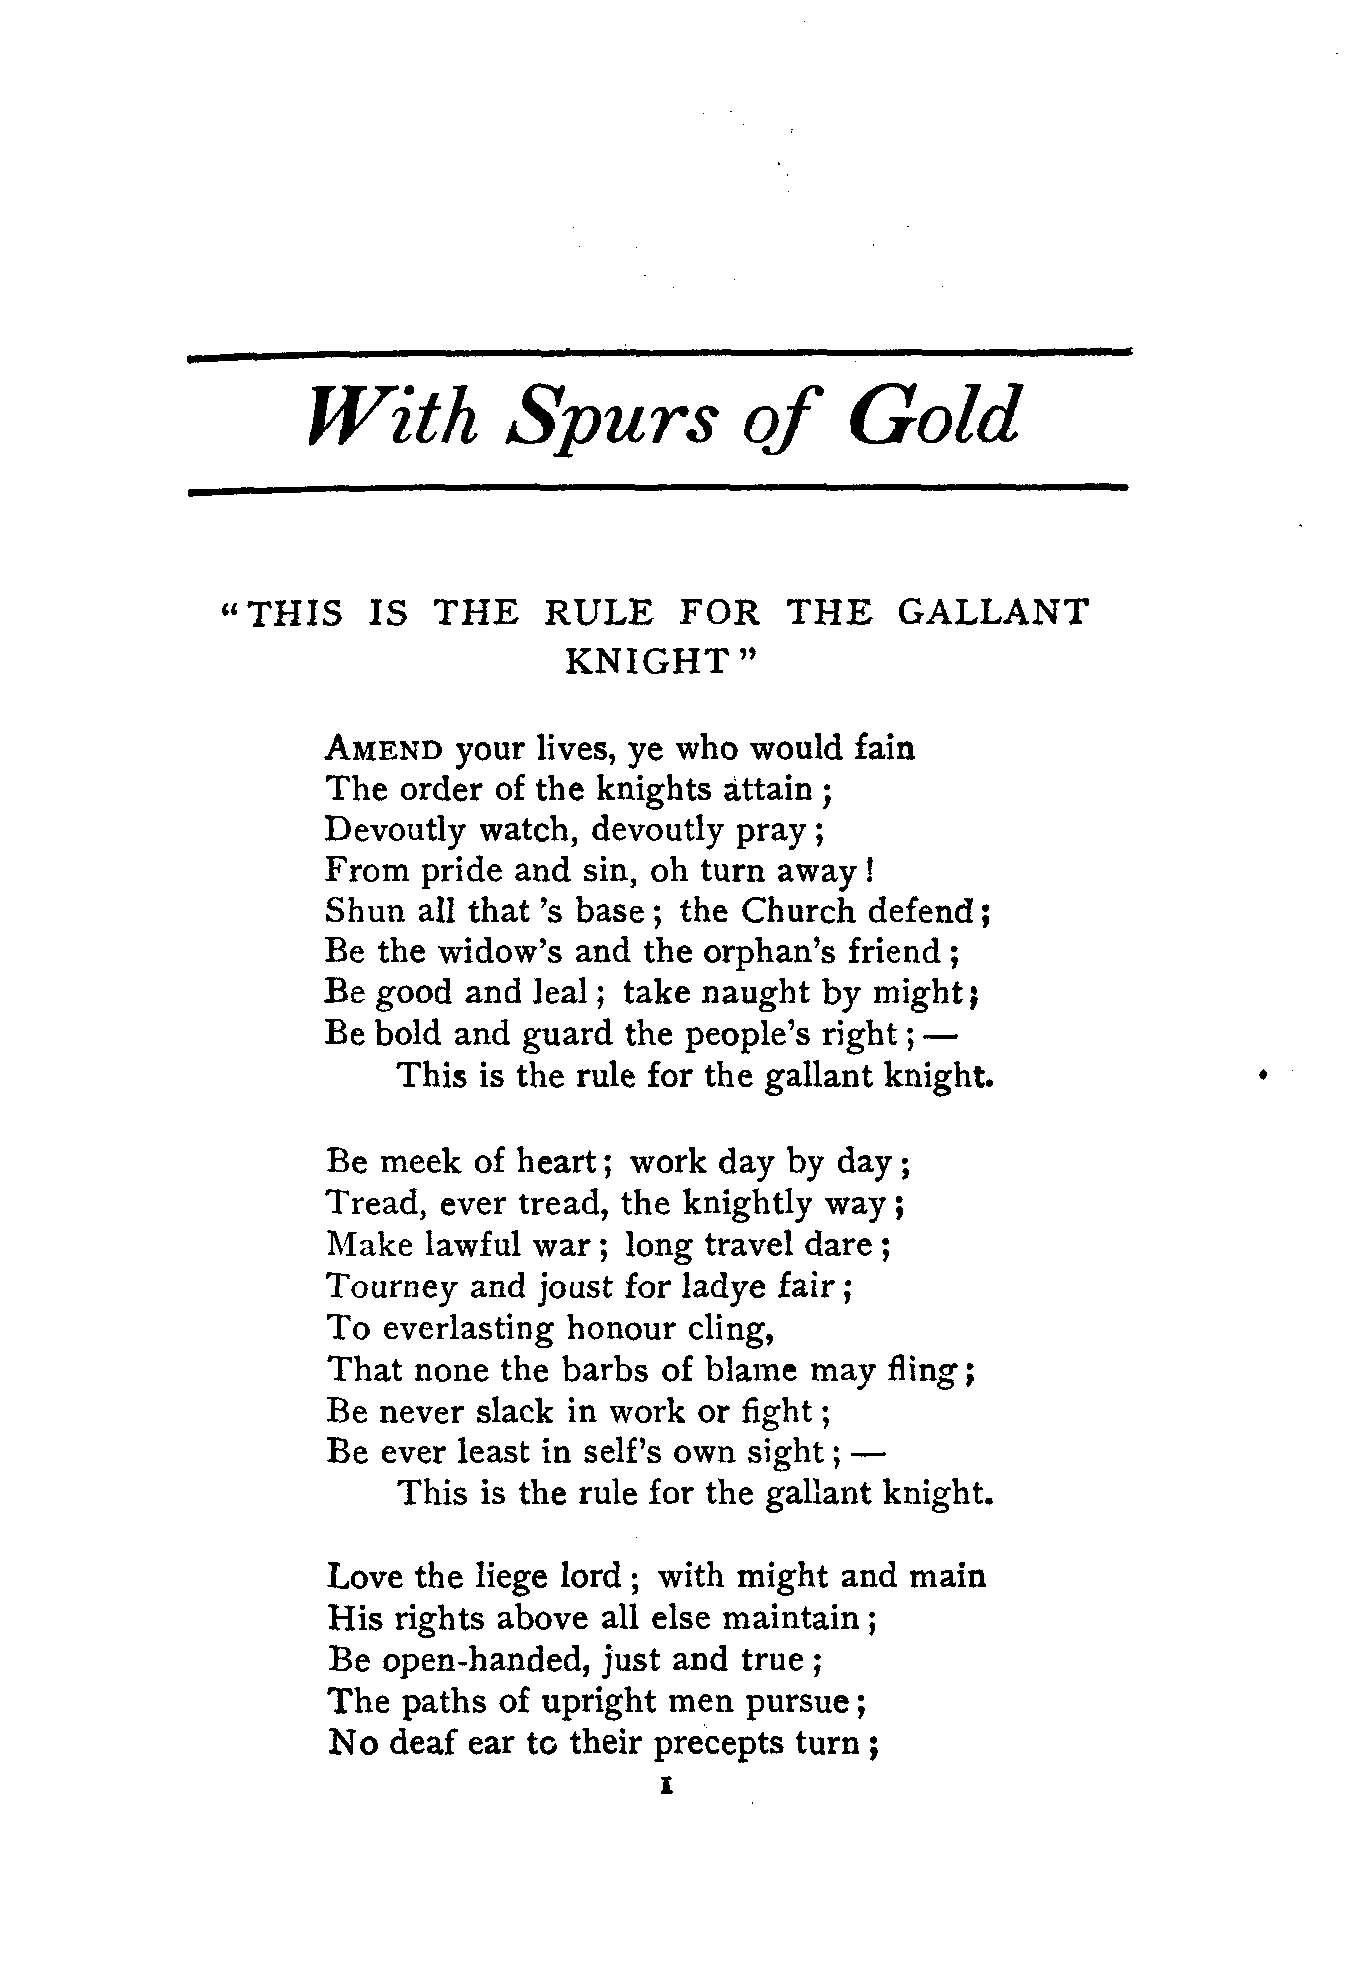 With Spurs of Gold
"THIS IS THE RULE FOR THE GALLANT
KNIGHT"
AMEND your lives, ye who would fain
The order of the knights attain;
Devoutly watch, devoutly pray;
From pride and sin, oh turn away!
Shun all that 's base; the Church defend;
Be the widow's and the orphan's friend;
Be good and leal; take naught by might;
Be bold and guard the people's right;—
This is the rule for the gallant knight.
Be meek of heart; work day by day;
Tread, ever tread, the knightly way;
Make lawful war; long travel dare;
Tourney and joust for ladye fair;
To everlasting honour cling,
That none the barbs of blame may fling;
Be never slack in work or fight;
Be ever least in self's own sight;—
This is the rule for the gallant knight.
Love the liege lord; with might and main
His rights above all else maintain;
Be open-handed, just and true;
The paths of upright men pursue;
No deaf ear to their precepts turn;
1